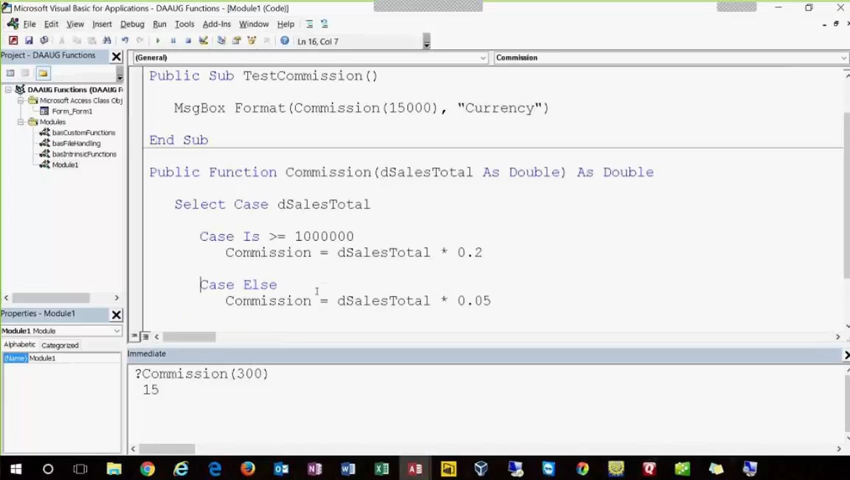 Microsoft Visual Basic for Applications - DAAUG Functions - [Module1 (Code)]
File Edit View Insert Debug Run Tools Add-Ins Window Help
Ln 16, Col 7
Project - DAAUG Functions
(General)
Commission
DAAUG Functions (DAAUG F
Microsoft Access Class Obj
Form_Form1
Modules
basCustomFunctions
basFileHandling
basIntrinsicFunctions
Module1
Public Sub TestCommission()
MsgBox Format(Commission(15000), "Currency")
End Sub
Public Function Commission(dSalesTotal As Double) As Double
Select Case dSalesTotal
Case Is >= 1000000
Commission = dSalesTotal * 0.2
Case Else
Commission = dSalesTotal * 0.05
Properties - Module1
Module1 Module
Alphabetic Categorized
(Name) Module1
Immediate
?Commission(300)
15